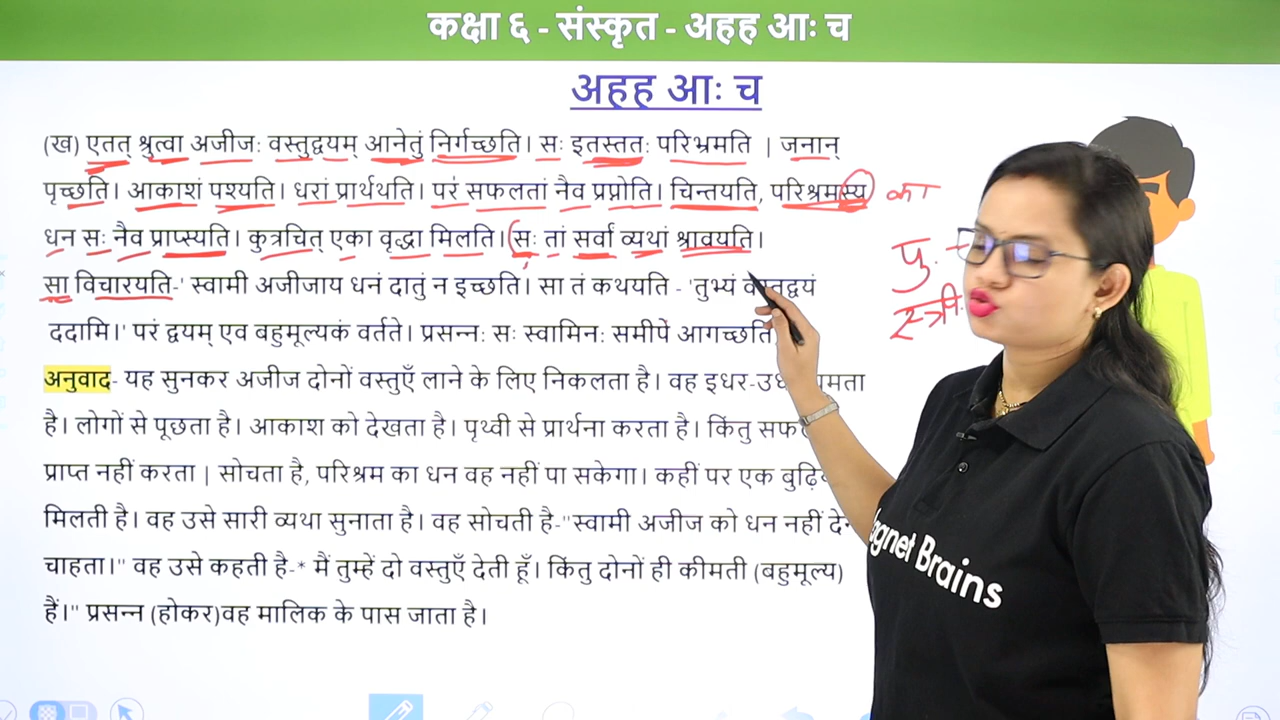 कक्षा ६ - संस्कृत - अहह आः च
अहह आः च
(ख) एतत् श्रुत्वा अजीज: वस्तुद्वयम् आनेतुं निर्गच्छति। सः इतस्तत: परिभ्रमति | जनान्
पृच्छति। आकाशं पश्यति। धरां प्रार्थयति। परं सफलतां नैव प्रप्नोति। चिन्तयति, परिश्रमस्य का
धन सः नैव प्राप्स्यति। कुत्रचित् एका वृद्धा मिलति। सः तां सर्वां व्यथां श्रावयति।
पु.
सा विचारयति-' स्वामी अजीजाय धनं दातुं न इच्छति। सा तं कथयति - 'तुभ्यं वस्तुद्वयं
स्त्री
ददामि।' परं द्वयम् एव बहुमूल्यकं वर्तते। प्रसन्न: स: स्वामिन: समीपें आगच्छति
अनुवाद- यह सुनकर अजीज दोनों वस्तुएँ लाने के लिए निकलता है। वह
है। लोगों से पूछता है। आकाश को देखता है। पृथ्वी से प्रार्थना करता है। किंतु
प्राप्त नहीं करता | सोचता है, परिश्रम का धन वह नहीं पा सकेगा। कहीं पर एक
मिलती है। वह उसे सारी व्यथा सुनाता है। वह सोचती है-"स्वामी अजीज को धन नहीं
चाहता।" वह उसे कहती है-* मैं तुम्हें दो वस्तुएँ देती हूँ। किंतु दोनों ही कीमती (बहुमूल्य)
हैं।" प्रसन्न (होकर)वह मालिक के पास जाता है।
Brains